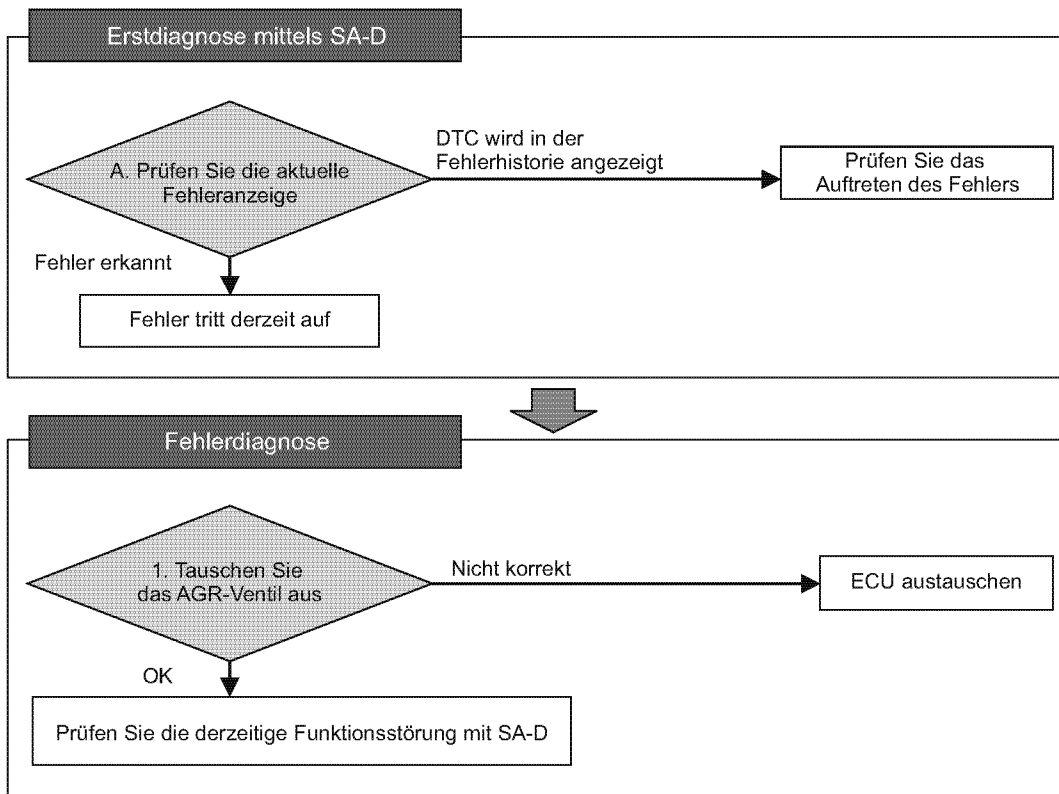 Erstdiagnose mittels SA-D
A. Prüfen Sie die aktuelle
Fehleranzeige
DTC wird in der
Fehlerhistorie angezeigt
Prüfen Sie das
Auftreten des Fehlers
Fehler erkannt
Fehler tritt derzeit auf
Fehlerdiagnose
1. Tauschen Sie
das AGR-Ventil aus
Nicht korrekt
ECU austauschen
OK
Prüfen Sie die derzeitige Funktionsstörung mit SA-D